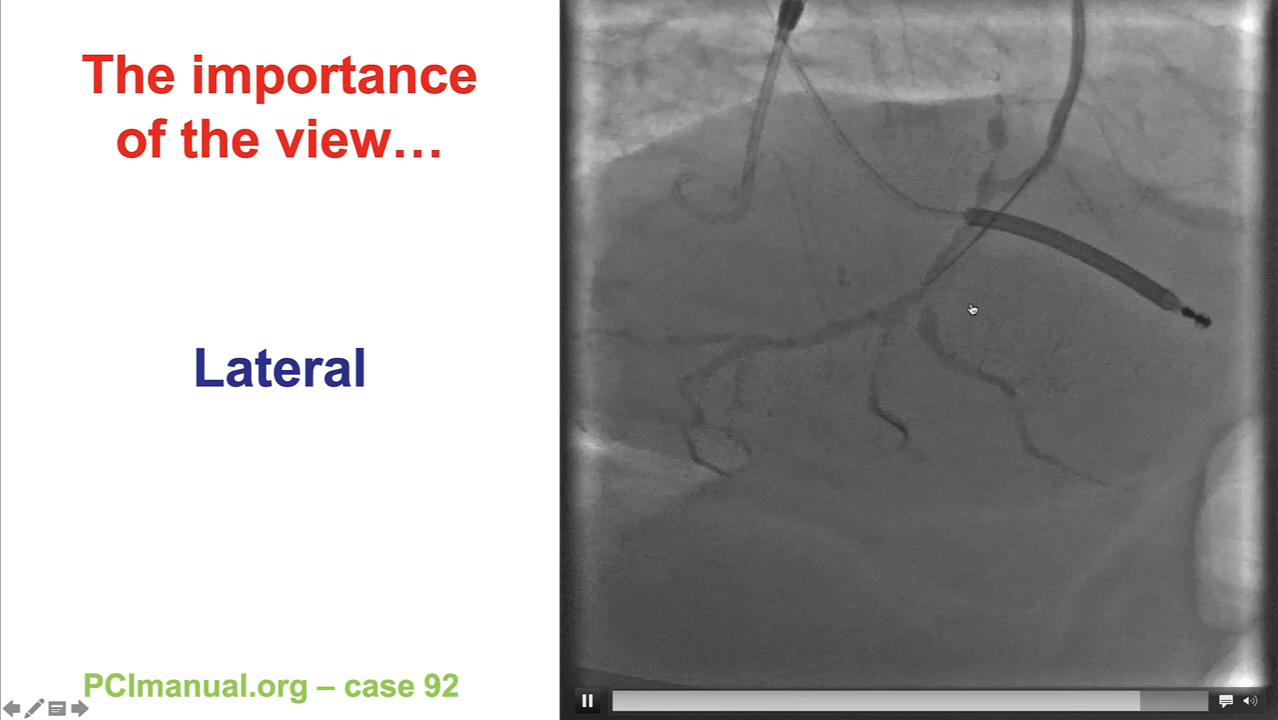 The importance
of the view…
Lateral
PCImanual.org – case 92